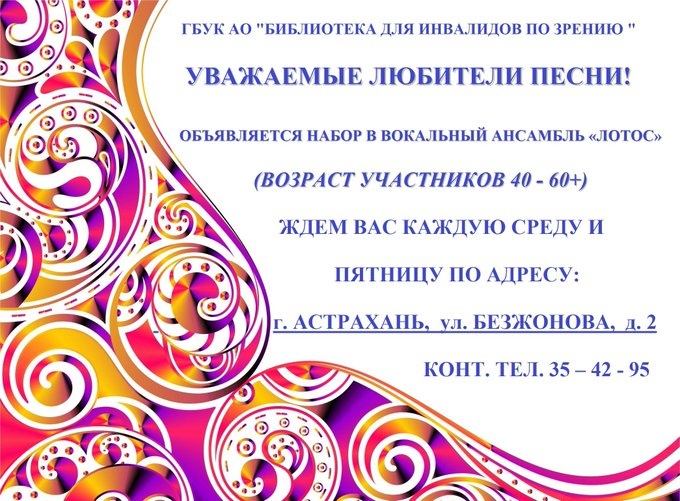 ГБУК АО "БИБЛИОТЕКА ДЛЯ ИНВАЛИДОВ ПО ЗРЕНИЮ "
УВАЖАЕМЫЕ ЛЮБИТЕЛИ ПЕСНИ!
ОБЪЯВЛЯЕТСЯ НАБОР В ВОКАЛЬНЫЙ АНСАМБЛЬ «ЛОТОС»
(ВОЗРАСТ УЧАСТНИКОВ 40 - 60+)
ЖДЕМ ВАС КАЖДУЮ СРЕДУ И
ПЯТНИЦУ ПО АДРЕСУ:
г. АСТРАХАНЬ, ул. БЕЗЖОНОВА, д. 2
КОНТ. ТЕЛ. 35 – 42 - 95